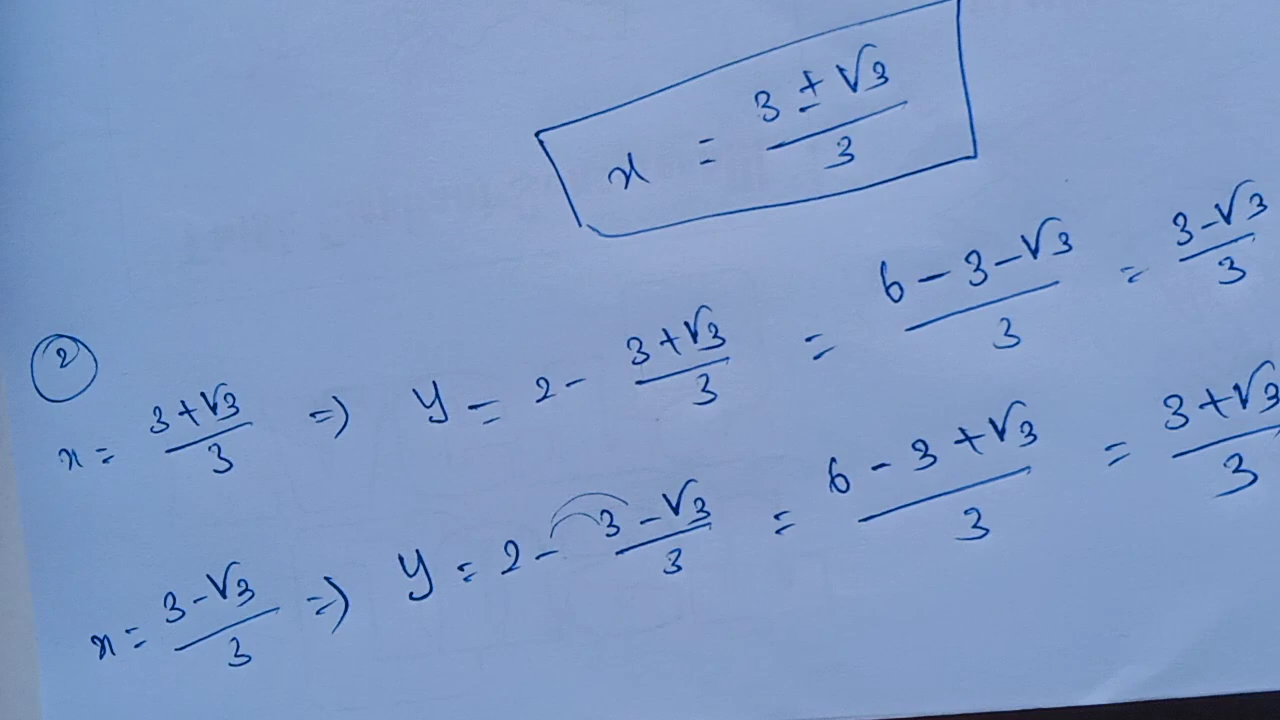 x = (3 ± √3)/3
②
x = (3+√3)/3 ⇒ y = 2 - (3+√3)/3 = (6-3-√3)/3 = (3-√3)/3
x = (3-√3)/3 ⇒ y = 2 - (3-√3)/3 = (6-3+√3)/3 = (3+√3)/3